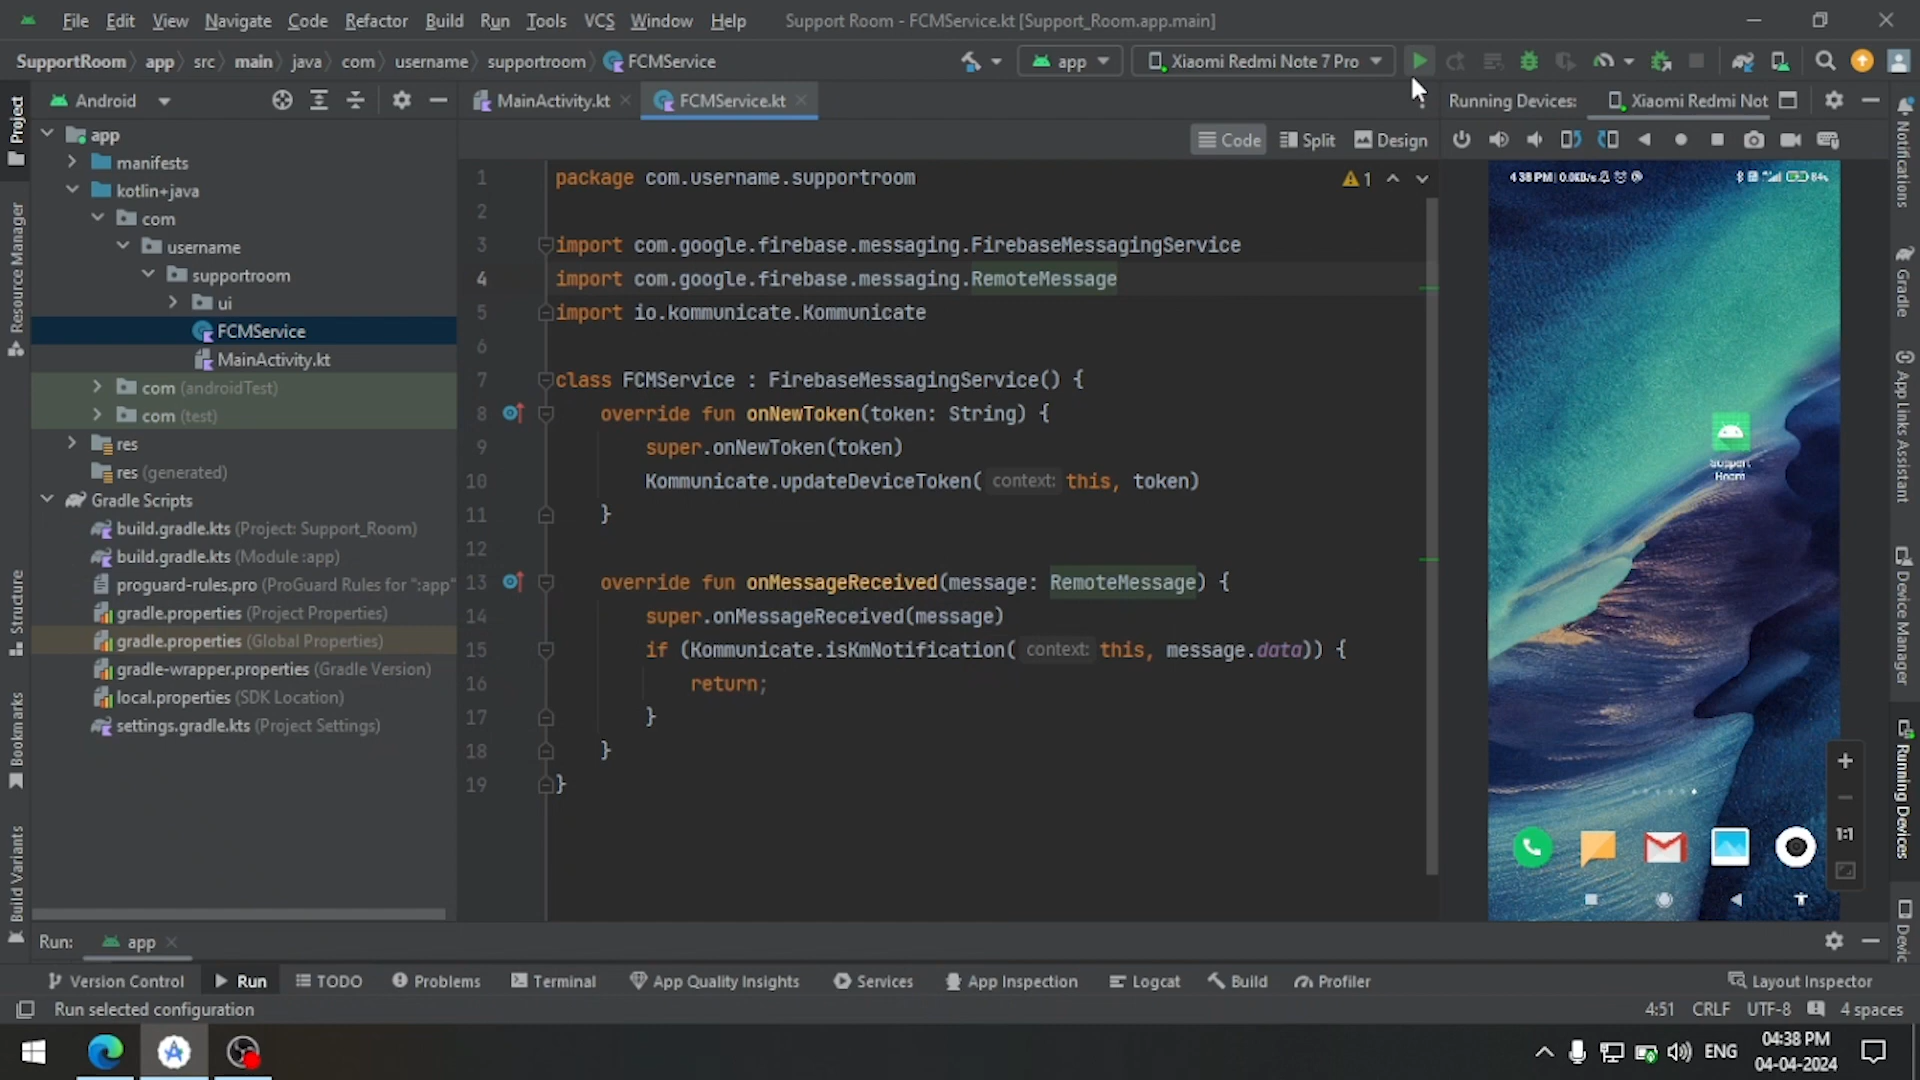 File Edit View Navigate Code Refactor Build Run Tools VCS Window Help Support Room - FCMService.kt [Support_Room.app.main]
SupportRoom app src main java com username supportroom FCMService app Xiaomi Redmi Note 7 Pro
Android
MainActivity.kt
FCMService.kt
Running Devices: Xiaomi Redmi Not
Code Split Design
Project
Resource Manager
Structure
Bookmarks
Build Variants
app
manifests
kotlin+java
com
username
supportroom
ui
FCMService
MainActivity.kt
com (androidTest)
com (test)
res
res (generated)
Gradle Scripts
build.gradle.kts (Project: Support_Room)
build.gradle.kts (Module :app)
proguard-rules.pro (ProGuard Rules for ":app"
gradle.properties (Project Properties)
gradle.properties (Global Properties)
gradle-wrapper.properties (Gradle Version)
local.properties (SDK Location)
settings.gradle.kts (Project Settings)
1 package com.username.supportroom
2
3 import com.google.firebase.messaging.FirebaseMessagingService
4 import com.google.firebase.messaging.RemoteMessage
5 import io.kommunicate.Kommunicate
6
7 class FCMService : FirebaseMessagingService() {
8 override fun onNewToken(token: String) {
9 super.onNewToken(token)
10 Kommunicate.updateDeviceToken( context: this, token)
11 }
12
13 override fun onMessageReceived(message: RemoteMessage) {
14 super.onMessageReceived(message)
15 if (Kommunicate.isKmNotification( context: this, message.data)) {
16 return;
17 }
18 }
19 }
1
4:38 PM | 0.0KB/s
84%
Support
Room
1:1
Notifications
Gradle
App Links Assistant
Device Manager
Running Devices
Devic
Run: app
Version Control Run TODO Problems Terminal App Quality Insights Services App Inspection Logcat Build Profiler Layout Inspector
Run selected configuration 4:51 CRLF UTF-8 4 spaces
ENG
04:38 PM
04-04-2024